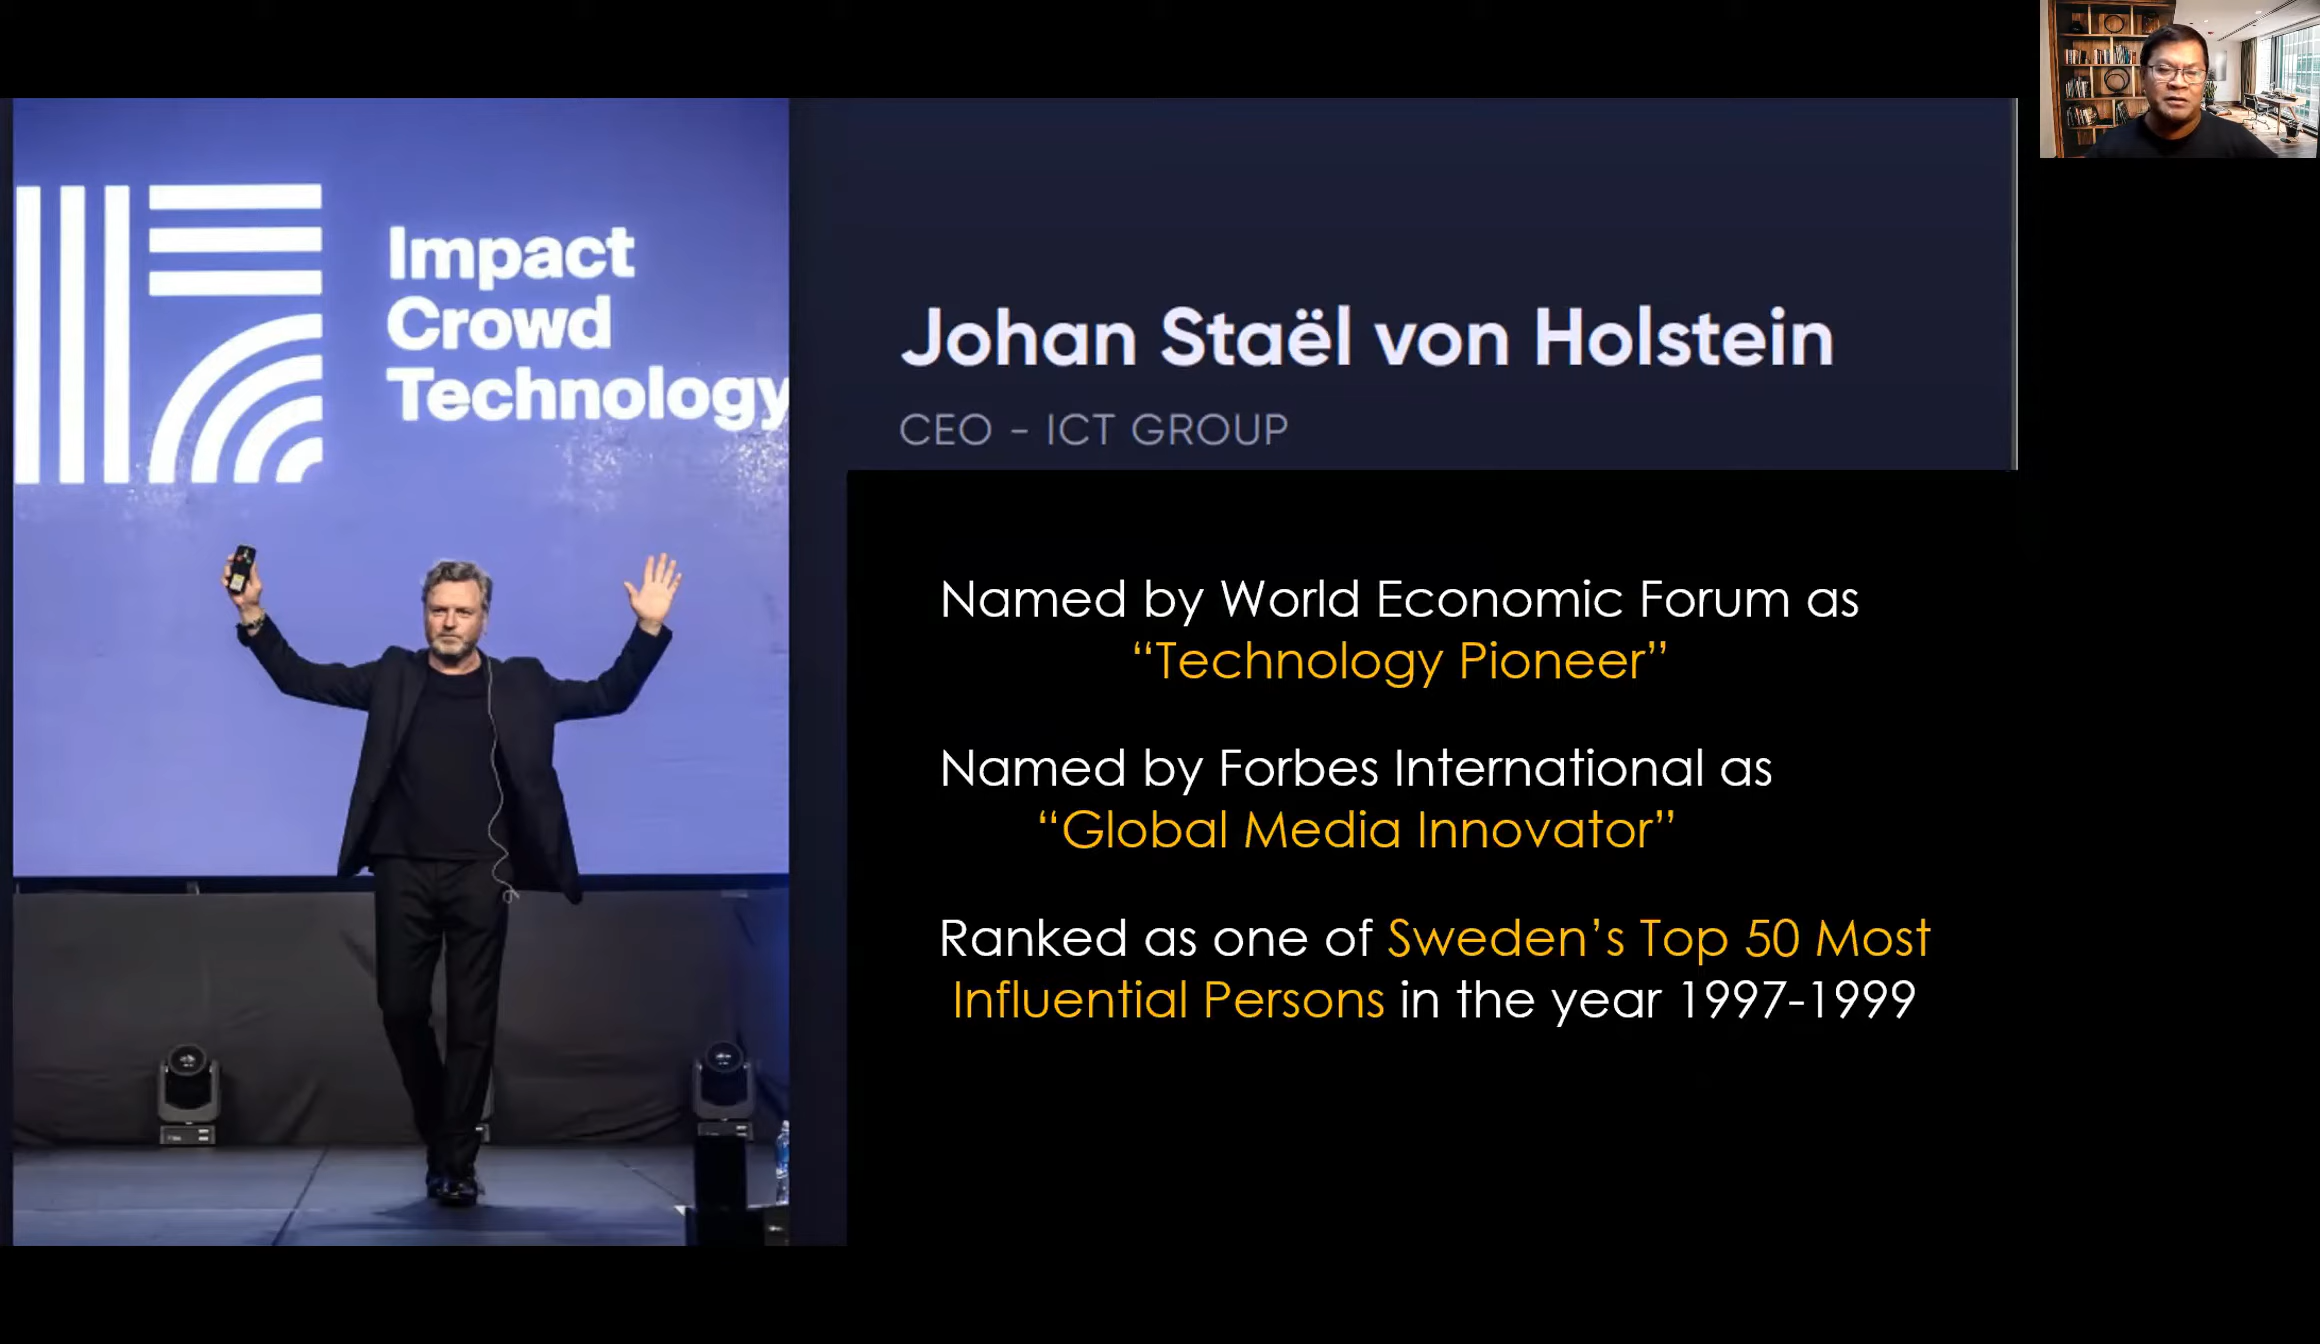 Impact
Crowd
Technology
Johan Staël von Holstein
CEO - ICT GROUP
Named by World Economic Forum as
“Technology Pioneer”
Named by Forbes International as
“Global Media Innovator”
Ranked as one of Sweden’s Top 50 Most
Influential Persons in the year 1997-1999